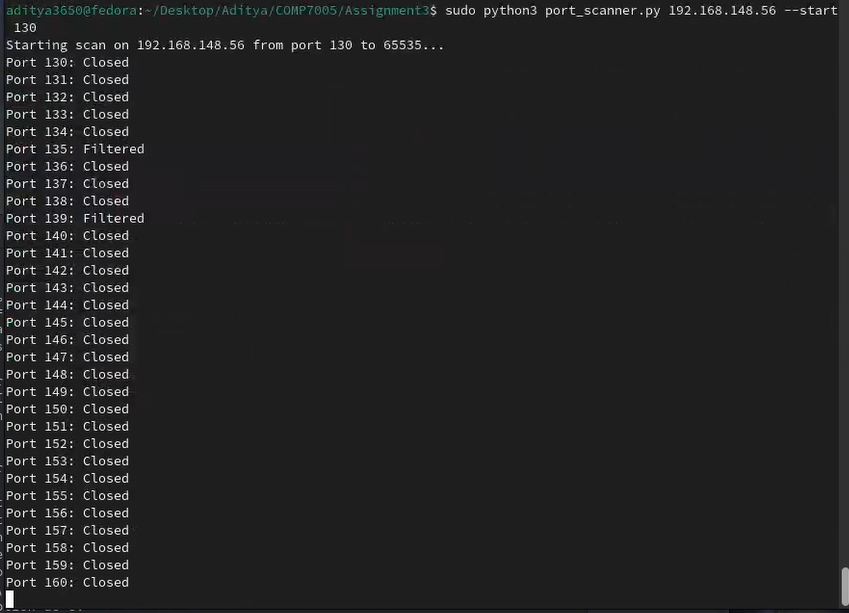 aditya3650@fedora:~/Desktop/Aditya/COMP7005/Assignment3$ sudo python3 port_scanner.py 192.168.148.56 --start
130
Starting scan on 192.168.148.56 from port 130 to 65535...
Port 130: Closed
Port 131: Closed
Port 132: Closed
Port 133: Closed
Port 134: Closed
Port 135: Filtered
Port 136: Closed
Port 137: Closed
Port 138: Closed
Port 139: Filtered
Port 140: Closed
Port 141: Closed
Port 142: Closed
Port 143: Closed
Port 144: Closed
Port 145: Closed
Port 146: Closed
Port 147: Closed
Port 148: Closed
Port 149: Closed
Port 150: Closed
Port 151: Closed
Port 152: Closed
Port 153: Closed
Port 154: Closed
Port 155: Closed
Port 156: Closed
Port 157: Closed
Port 158: Closed
Port 159: Closed
Port 160: Closed